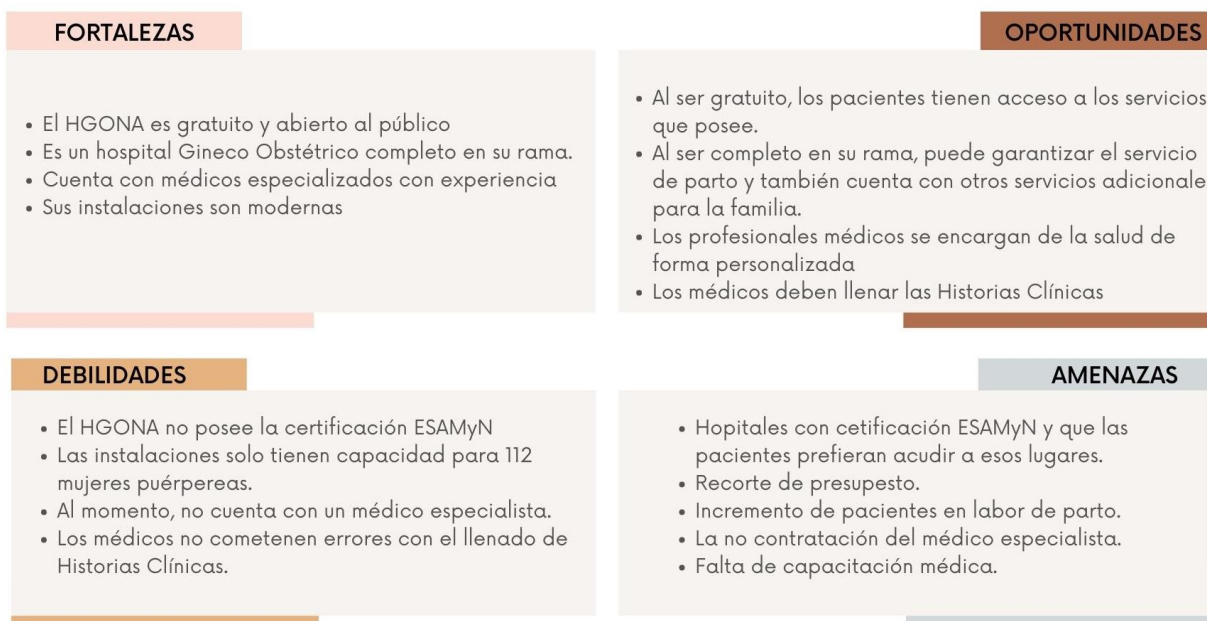 FORTALEZAS
• El HGONA es gratuito y abierto al público
• Es un hospital Gineco Obstétrico completo en su rama.
• Cuenta con médicos especializados con experiencia
• Sus instalaciones son modernas
OPORTUNIDADES
• Al ser gratuito, los pacientes tienen acceso a los servicios
que posee.
• Al ser completo en su rama, puede garantizar el servicio
de parto y también cuenta con otros servicios adicionale
para la familia.
• Los profesionales médicos se encargan de la salud de
forma personalizada
• Los médicos deben llenar las Historias Clínicas
DEBILIDADES
• El HGONA no posee la certificación ESAMyN
• Las instalaciones solo tienen capacidad para 112
mujeres puérpereas.
• Al momento, no cuenta con un médico especialista.
• Los médicos no cometenen errores con el llenado de
Historias Clínicas.
AMENAZAS
• Hopitales con cetificación ESAMyN y que las
pacientes prefieran acudir a esos lugares.
• Recorte de presupesto.
• Incremento de pacientes en labor de parto.
• La no contratación del médico especialista.
• Falta de capacitación médica.